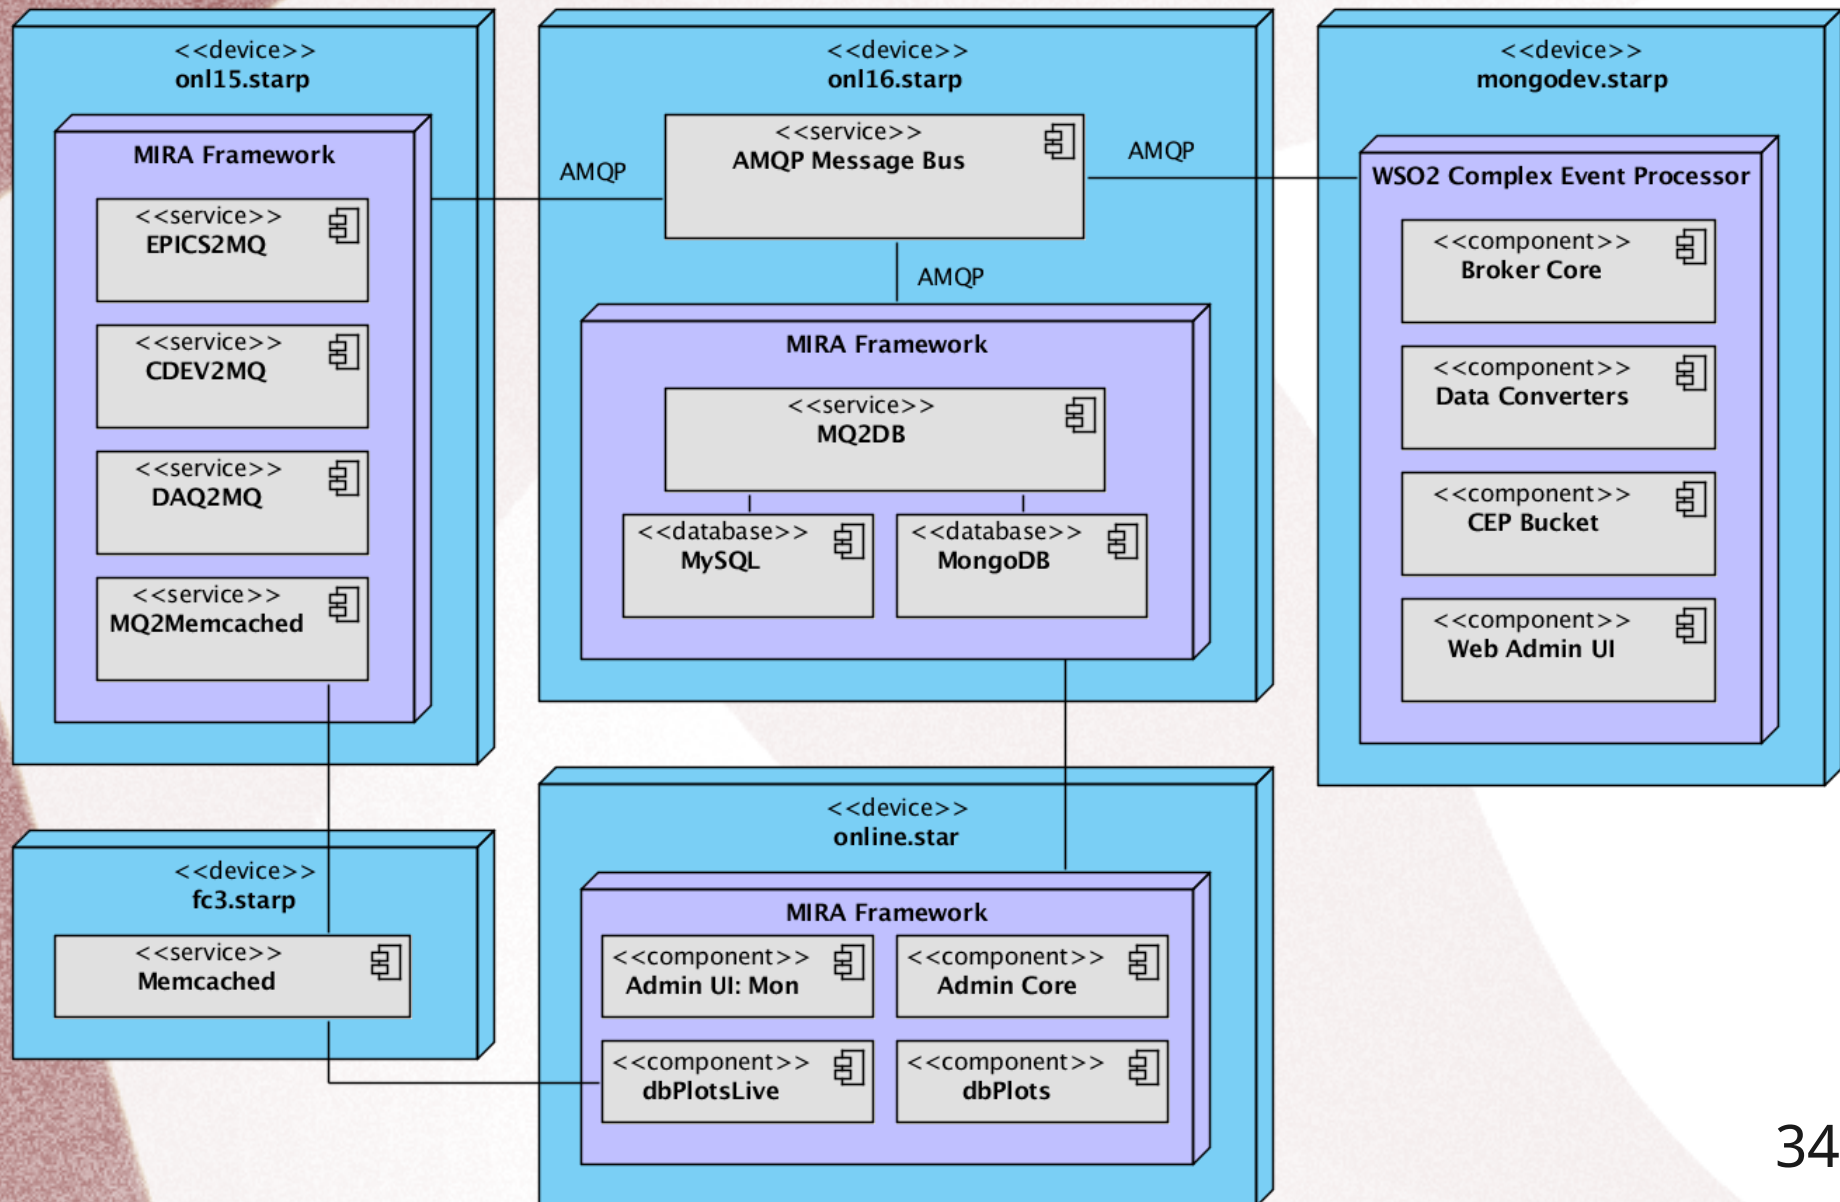 <<device>>
onl15.starp
MIRA Framework
<<service>>
EPICS2MQ
<<service>>
CDEV2MQ
<<service>>
DAQ2MQ
<<service>>
MQ2Memcached
AMQP
<<device>>
onl16.starp
<<service>>
AMQP Message Bus
AMQP
AMQP
MIRA Framework
<<service>>
MQ2DB
<<database>>
MySQL
<<database>>
MongoDB
<<device>>
mongodev.starp
WSO2 Complex Event Processor
<<component>>
Broker Core
<<component>>
Data Converters
<<component>>
CEP Bucket
<<component>>
Web Admin UI
<<device>>
fc3.starp
<<service>>
Memcached
<<device>>
online.star
MIRA Framework
<<component>>
Admin UI: Mon
<<component>>
Admin Core
<<component>>
dbPlotsLive
<<component>>
dbPlots
34